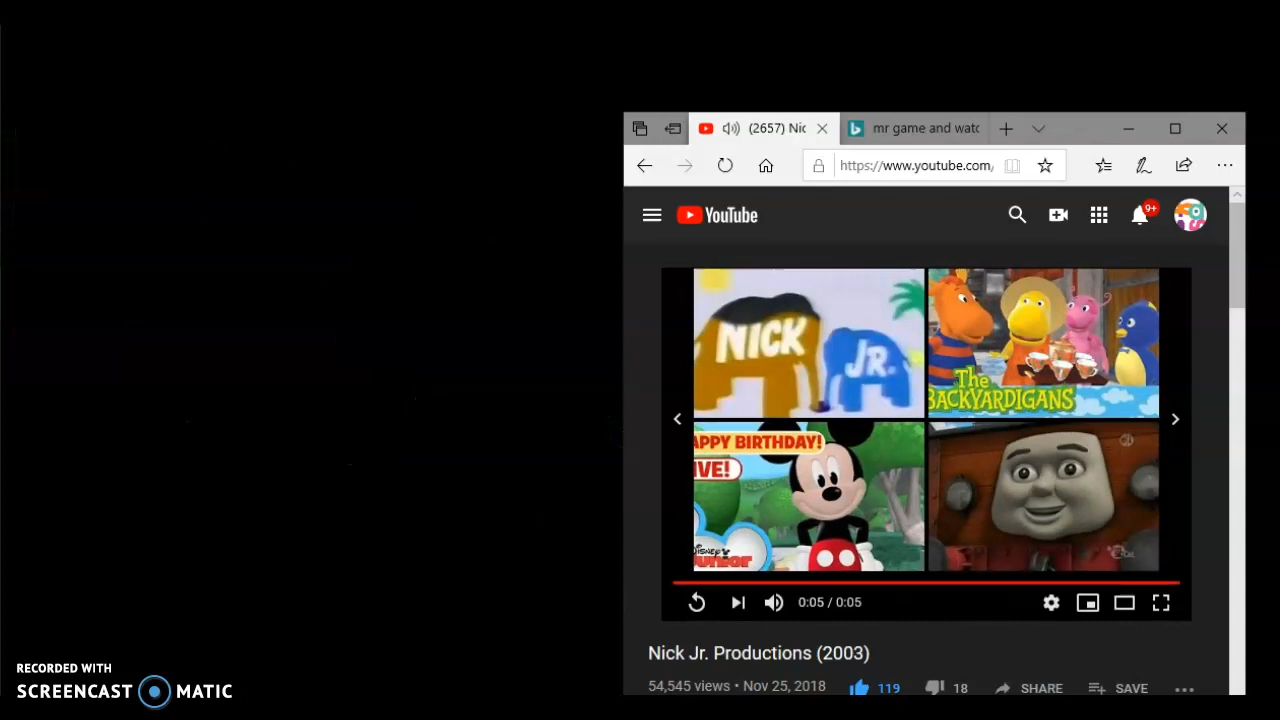 (2657) Nic
mr game and watc
https://www.youtube.com/
YouTube
9+
NICK
JR.
The
BACKYARDIGANS
APPY BIRTHDAY!
IVE!
Disney
Junior
0:05 / 0:05
Nick Jr. Productions (2003)
54,545 views • Nov 25, 2018
119
18
SHARE
SAVE
RECORDED WITH
SCREENCAST MATIC